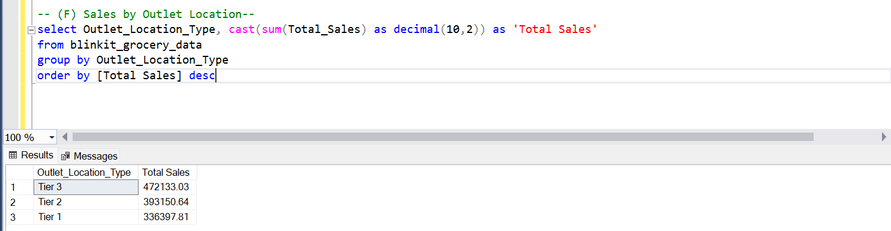 -- (F) Sales by Outlet Location--
select Outlet_Location_Type, cast(sum(Total_Sales) as decimal(10,2)) as 'Total Sales'
from blinkit_grocery_data
group by Outlet_Location_Type
order by [Total Sales] desc
100 %
Results Messages
Outlet_Location_Type Total Sales
1 Tier 3 472133.03
2 Tier 2 393150.64
3 Tier 1 336397.81